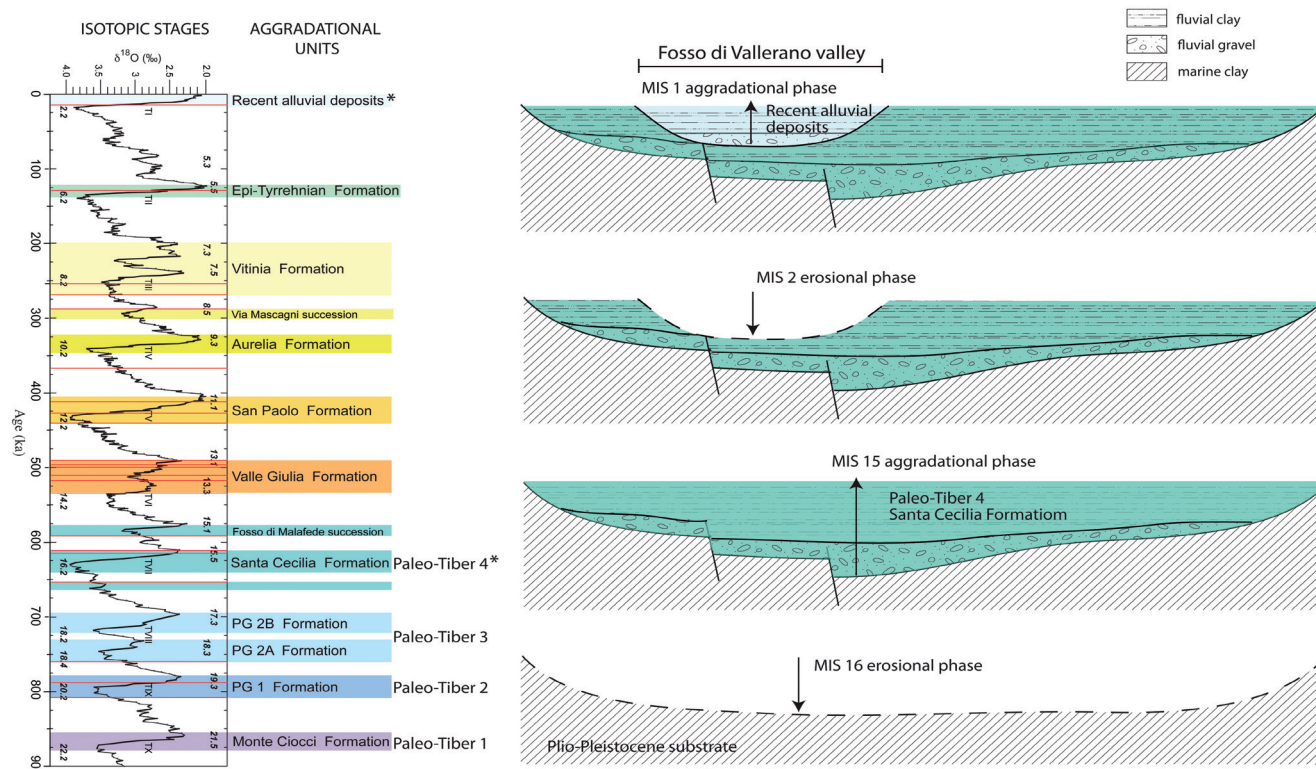 ISOTOPIC STAGES
AGGRADATIONAL
UNITS
δ18O (‰)
4.0
3.5
3
2.5
2.0
0
100
200
300
400
500
600
700
800
90
Age (ka)
2.2
TI
5.3
5.5
6.2
TII
7.3
7.5
8.2
TIII
8.5
9.3
10.2
TIV
11.1
12.2
TV
13.1
13.3
14.2
TVI
15.1
15.5
16.2
TVII
17.3
18.2
TVIII
18.3
18.4
19.3
20.2
TIX
21.5
22.2
TX
Recent alluvial deposits *
Epi-Tyrrehnian Formation
Vitinia Formation
Via Mascagni succession
Aurelia Formation
San Paolo Formation
Valle Giulia Formation
Fosso di Malafede succession
Santa Cecilia Formation
Paleo-Tiber 4*
PG 2B Formation
Paleo-Tiber 3
PG 2A Formation
PG 1 Formation
Paleo-Tiber 2
Monte Ciocci Formation
Paleo-Tiber 1
fluvial clay
fluvial gravel
marine clay
Fosso di Vallerano valley
MIS 1 aggradational phase
Recent alluvial
deposits
MIS 2 erosional phase
MIS 15 aggradational phase
Paleo-Tiber 4
Santa Cecilia Formatiom
MIS 16 erosional phase
Plio-Pleistocene substrate